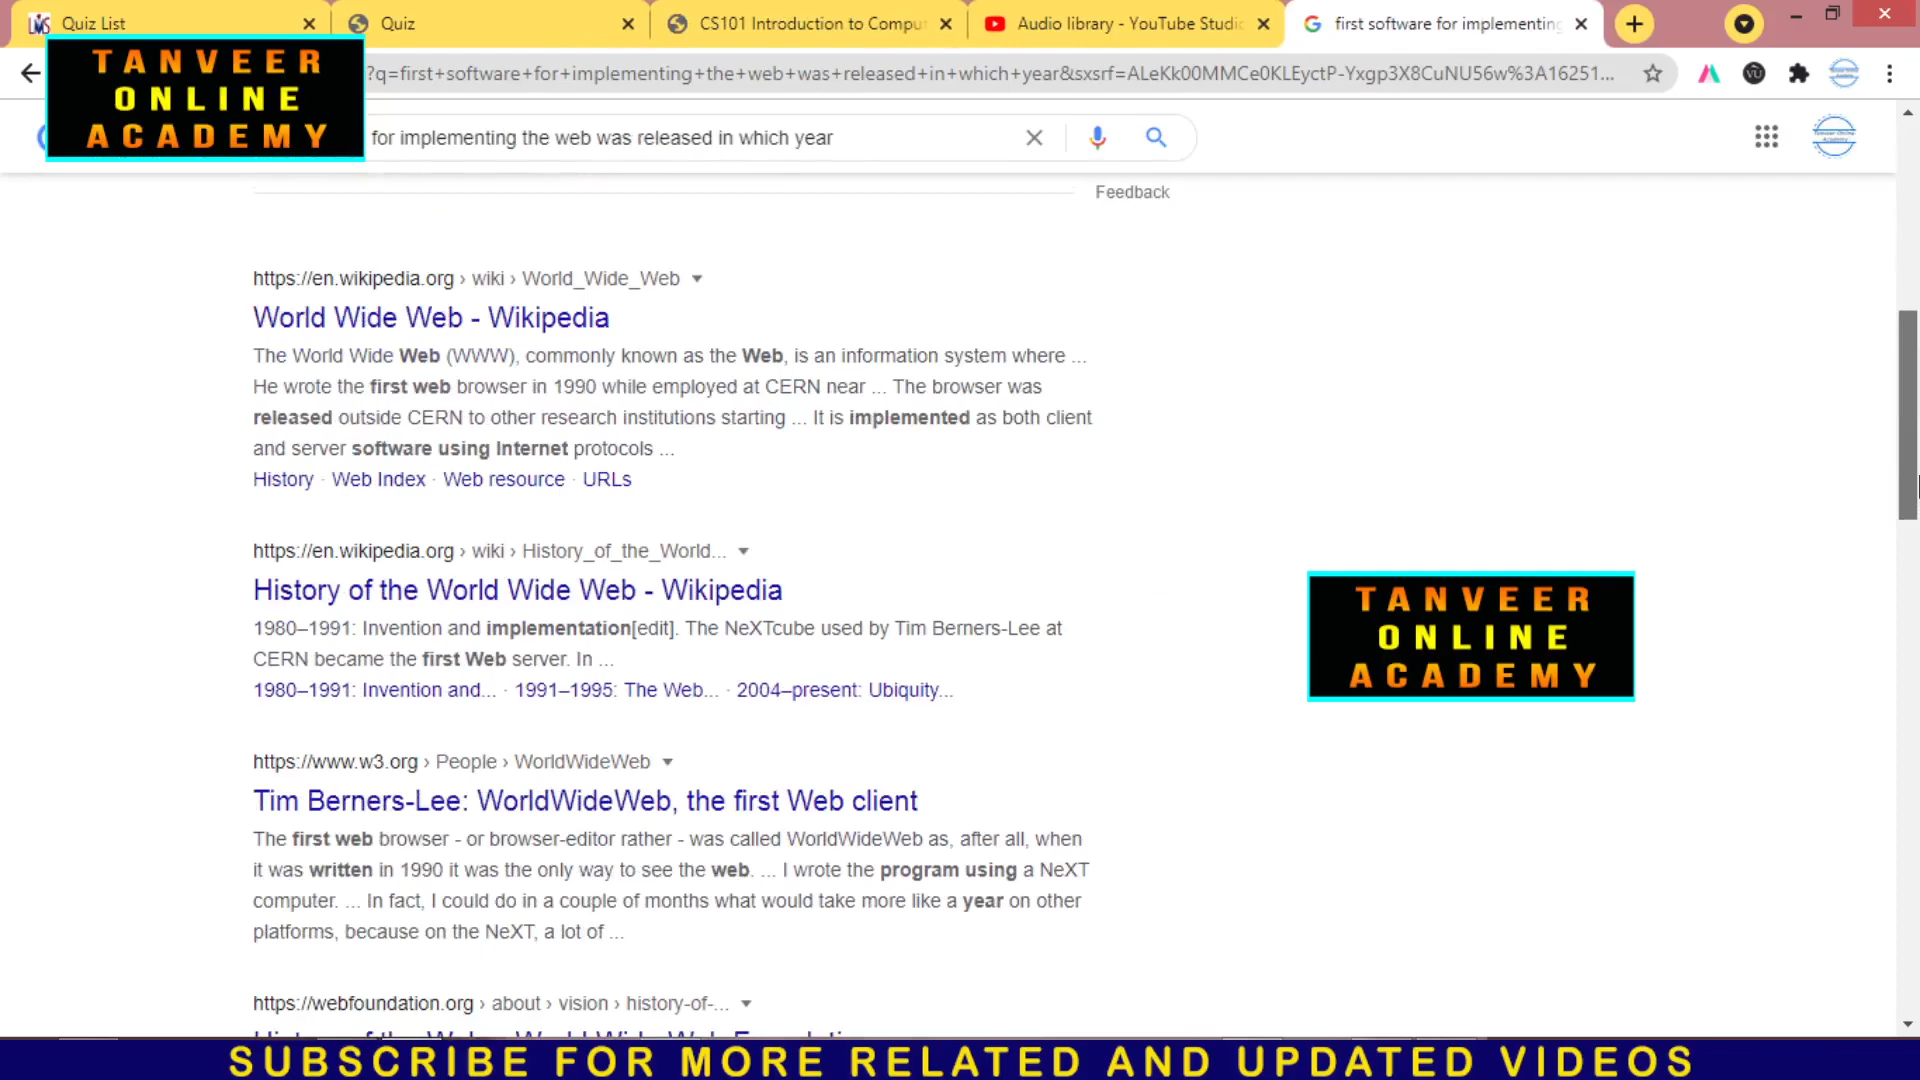 Quiz List
Quiz
CS101 Introduction to Compu
Audio library - YouTube Studi
first software for implementing
?q=first+software+for+implementing+the+web+was+released+in+which+year&sxsrf=ALeKk00MMCe0KLEyctP-Yxgp3X8CuNU56w%3A16251...
TANVEER
ONLINE
ACADEMY
for implementing the web was released in which year
Feedback
https://en.wikipedia.org › wiki › World_Wide_Web
World Wide Web - Wikipedia
The World Wide Web (WWW), commonly known as the Web, is an information system where ...
He wrote the first web browser in 1990 while employed at CERN near ... The browser was
released outside CERN to other research institutions starting ... It is implemented as both client
and server software using Internet protocols ...
History · Web Index · Web resource · URLs
https://en.wikipedia.org › wiki › History_of_the_World...
History of the World Wide Web - Wikipedia
1980–1991: Invention and implementation[edit]. The NeXTcube used by Tim Berners-Lee at
CERN became the first Web server. In ...
1980–1991: Invention and... · 1991–1995: The Web... · 2004–present: Ubiquity...
TANVEER
ONLINE
ACADEMY
https://www.w3.org › People › WorldWideWeb
Tim Berners-Lee: WorldWideWeb, the first Web client
The first web browser - or browser-editor rather - was called WorldWideWeb as, after all, when
it was written in 1990 it was the only way to see the web. ... I wrote the program using a NeXT
computer. ... In fact, I could do in a couple of months what would take more like a year on other
platforms, because on the NeXT, a lot of ...
https://webfoundation.org › about › vision › history-of-...
SUBSCRIBE FOR MORE RELATED AND UPDATED VIDEOS